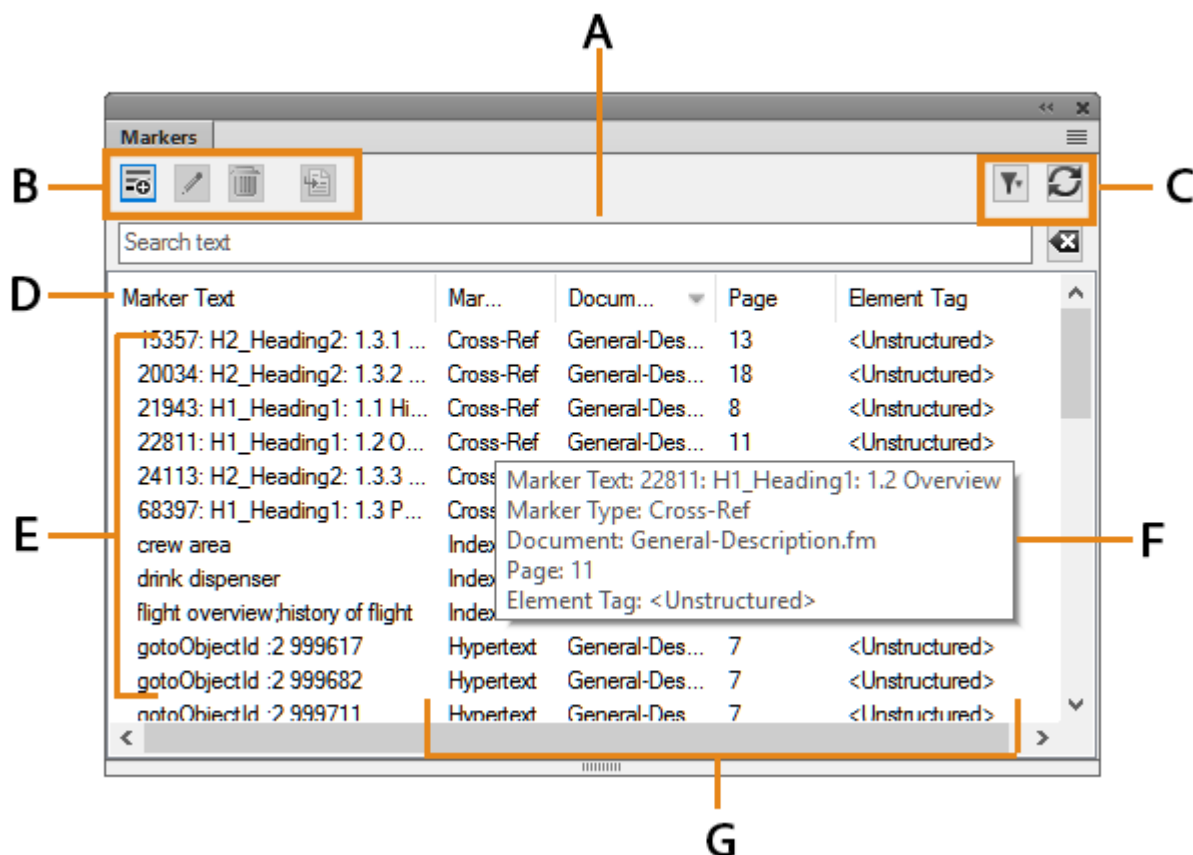 A
Markers
B
C
Search text
D
Marker Text Mar... Docum... Page Element Tag
15357: H2_Heading2: 1.3.1 ... Cross-Ref General-Des... 13 <Unstructured>
20034: H2_Heading2: 1.3.2 ... Cross-Ref General-Des... 18 <Unstructured>
21943: H1_Heading1: 1.1 Hi... Cross-Ref General-Des... 8 <Unstructured>
22811: H1_Heading1: 1.2 O... Cross-Ref General-Des... 11 <Unstructured>
24113: H2_Heading2: 1.3.3 ... Cross
68397: H1_Heading1: 1.3 P... Cross
crew area Index
drink dispenser Index
flight overview;history of flight Index
Marker Text: 22811: H1_Heading1: 1.2 Overview
Marker Type: Cross-Ref
Document: General-Description.fm
Page: 11
Element Tag: <Unstructured>
E
F
gotoObjectId :2 999617 Hypertext General-Des... 7 <Unstructured>
gotoObjectId :2 999682 Hypertext General-Des... 7 <Unstructured>
gotoObjectId :2 999711 Hypertext General-Des 7 <Unstructured>
G